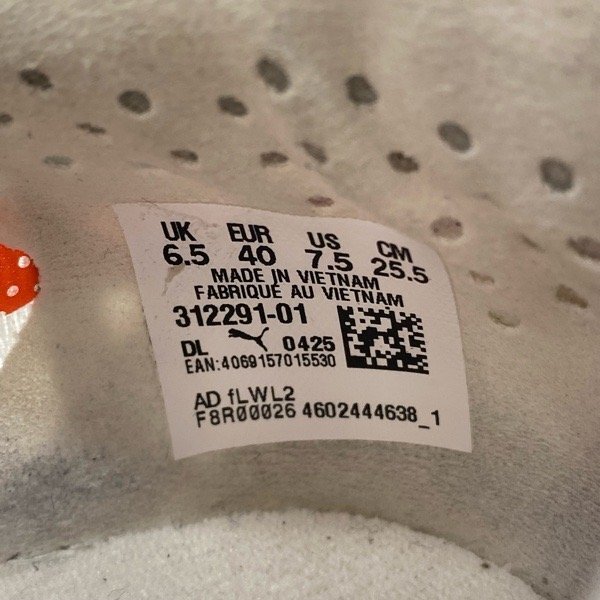 UK EUR US CM
6.5 40 7.5 25.5
MADE IN VIETNAM
FABRIQUÉ AU VIETNAM
312291-01
DL 0425
EAN:4069157015530
AD fLWL2
F8R00026 4602444638_1